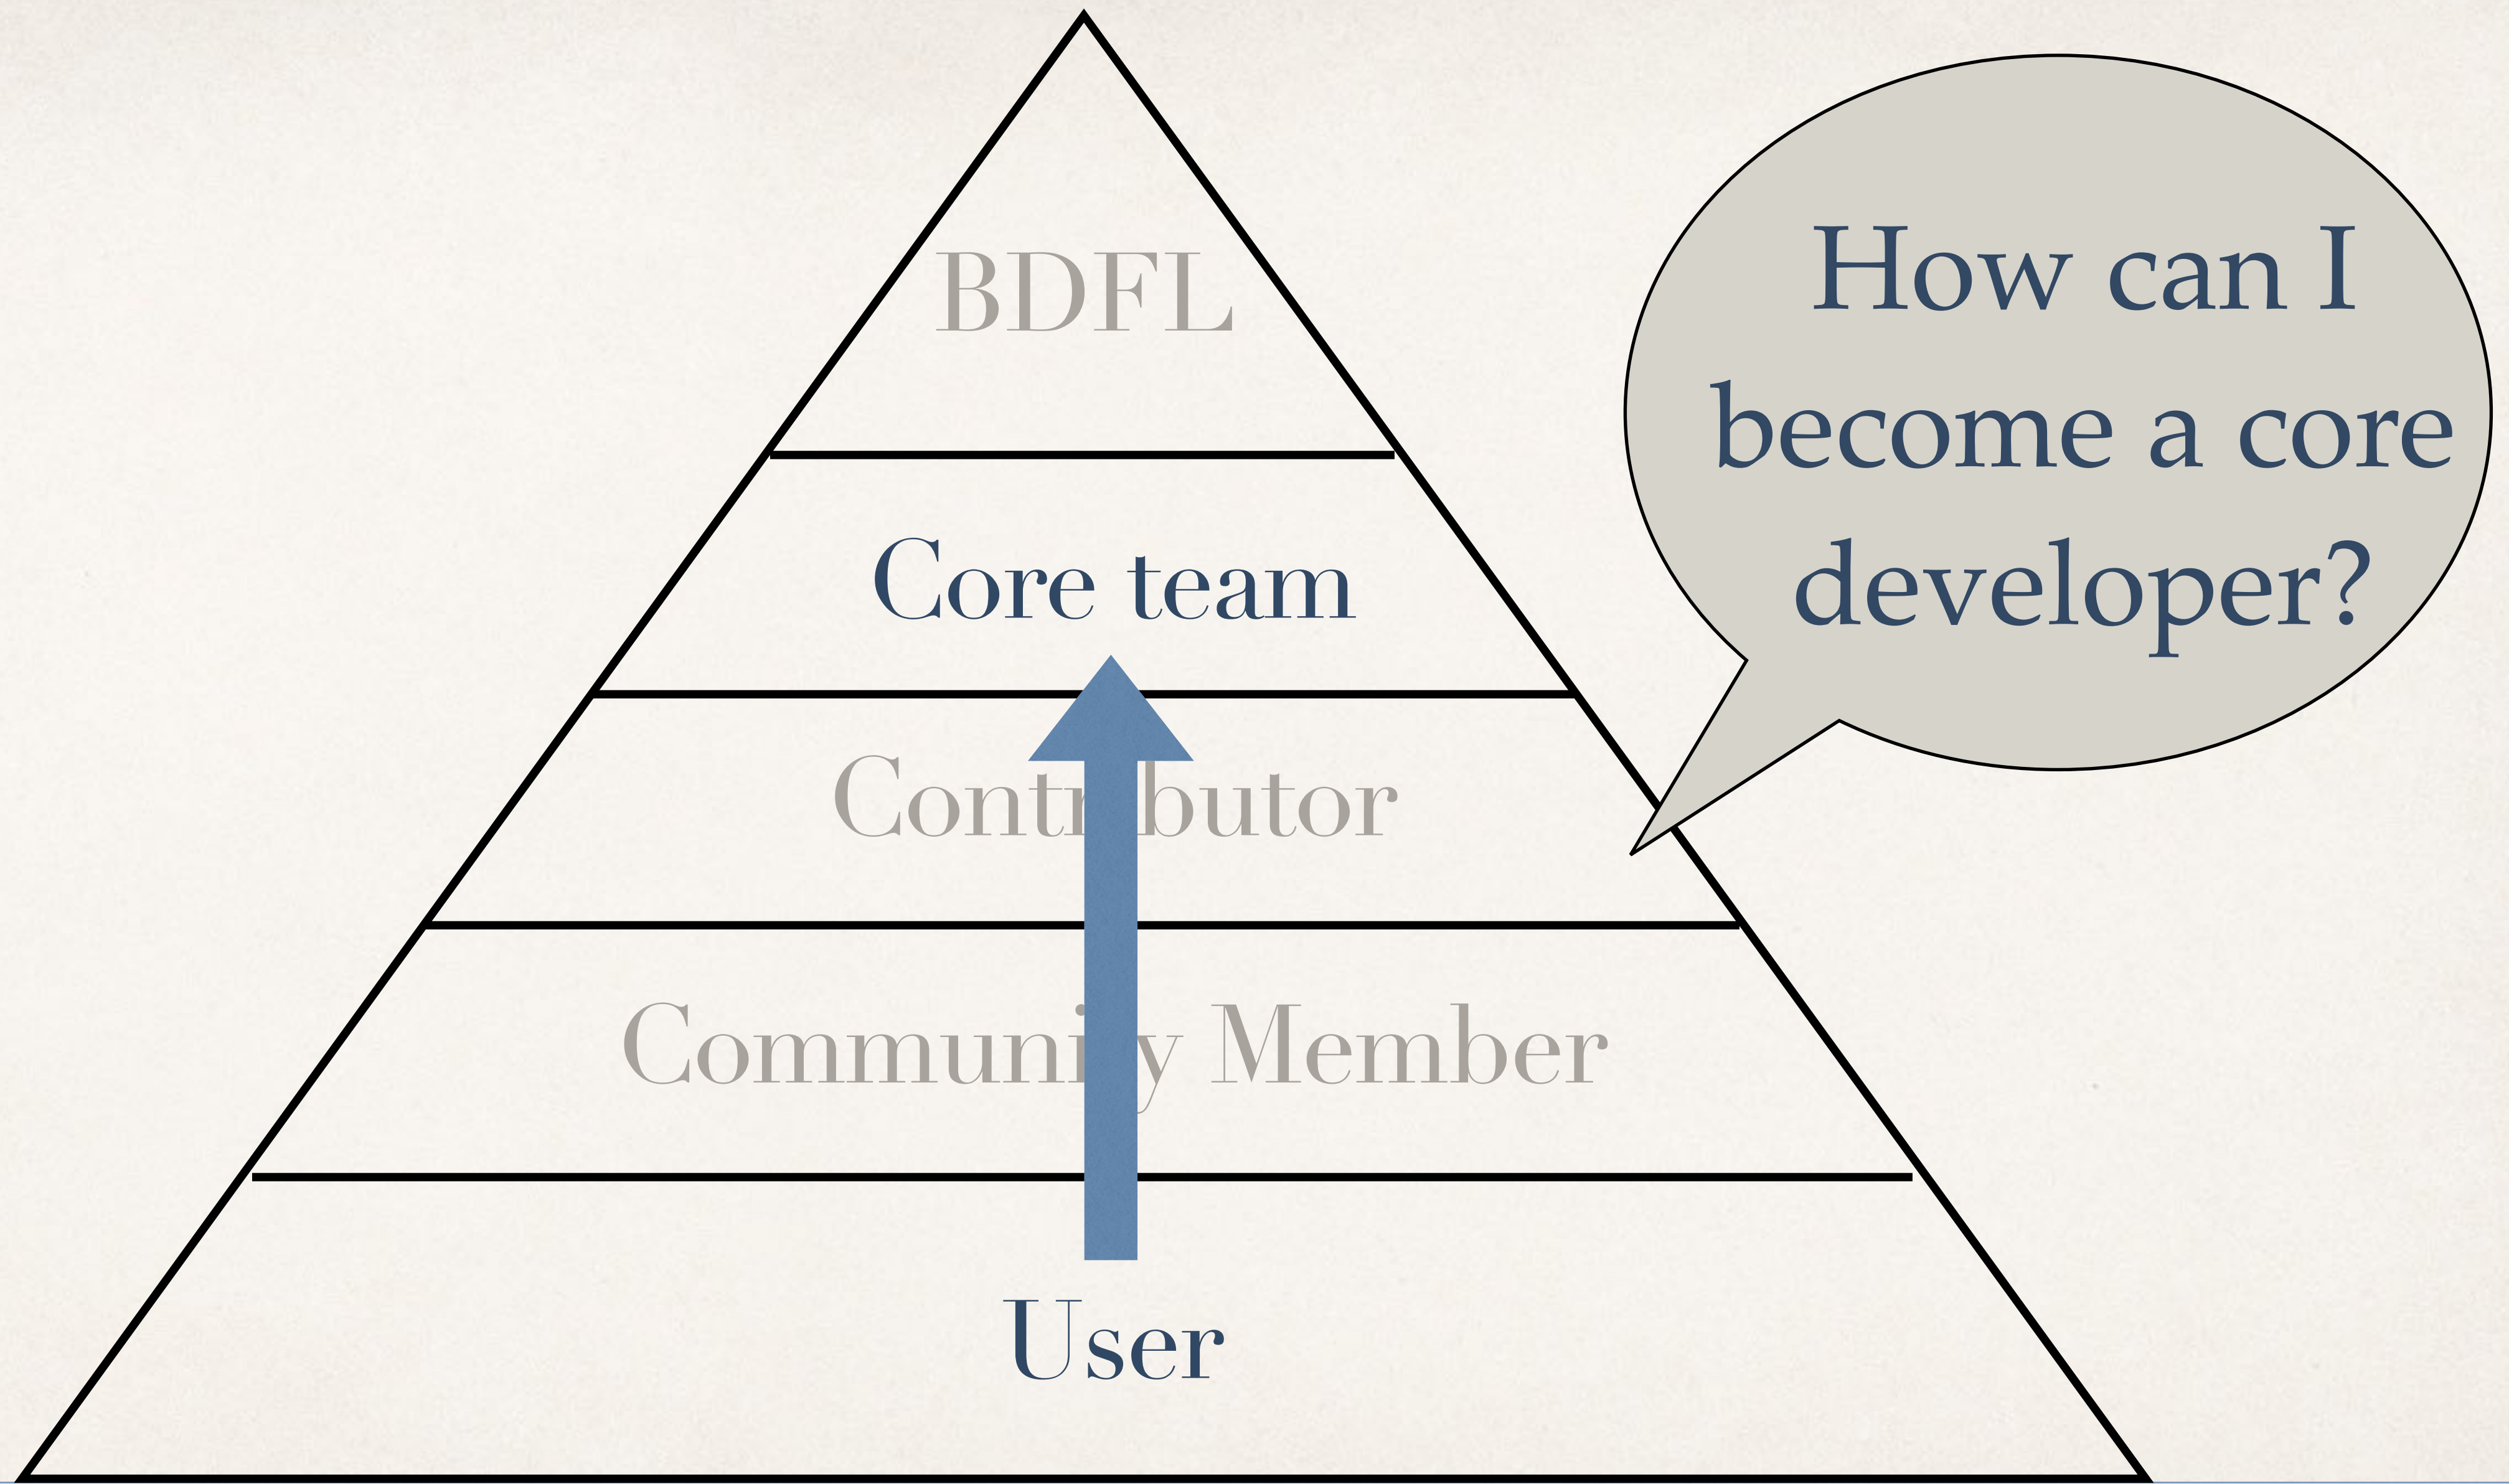 BDFL
How can I
become a core
developer?
Core team
Contributor
Community Member
User